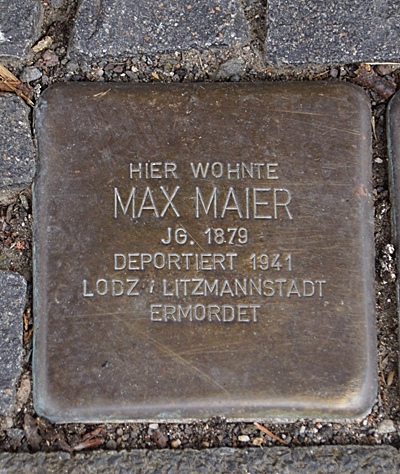 HIER WOHNTE
MAX MAIER
JG. 1879
DEPORTIERT 1941
LODZ / LITZMANNSTADT
ERMORDET